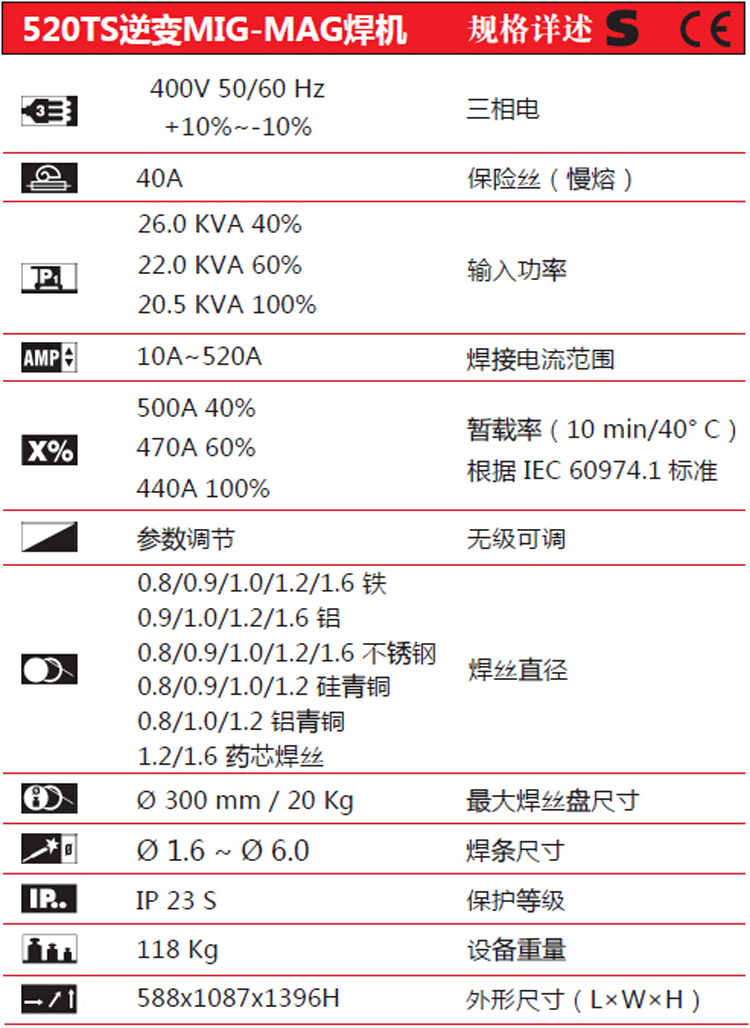 520TS逆变MIG-MAG焊机 规格详述 S CE
3 400V 50/60 Hz
+10%~-10%
三相电
40A 保险丝（慢熔）
26.0 KVA 40%
22.0 KVA 60%
20.5 KVA 100%
P1 输入功率
AMP 10A~520A 焊接电流范围
500A 40%
470A 60%
440A 100%
X% 暂载率（10 min/40° C）
根据 IEC 60974.1 标准
参数调节 无级可调
0.8/0.9/1.0/1.2/1.6 铁
0.9/1.0/1.2/1.6 铝
0.8/0.9/1.0/1.2/1.6 不锈钢
0.8/0.9/1.0/1.2 硅青铜
0.8/1.0/1.2 铝青铜
1.2/1.6 药芯焊丝
焊丝直径
Ø 300 mm / 20 Kg 最大焊丝盘尺寸
Ø Ø 1.6 ~ Ø 6.0 焊条尺寸
IP.. IP 23 S 保护等级
118 Kg 设备重量
588x1087x1396H 外形尺寸（L×W×H）